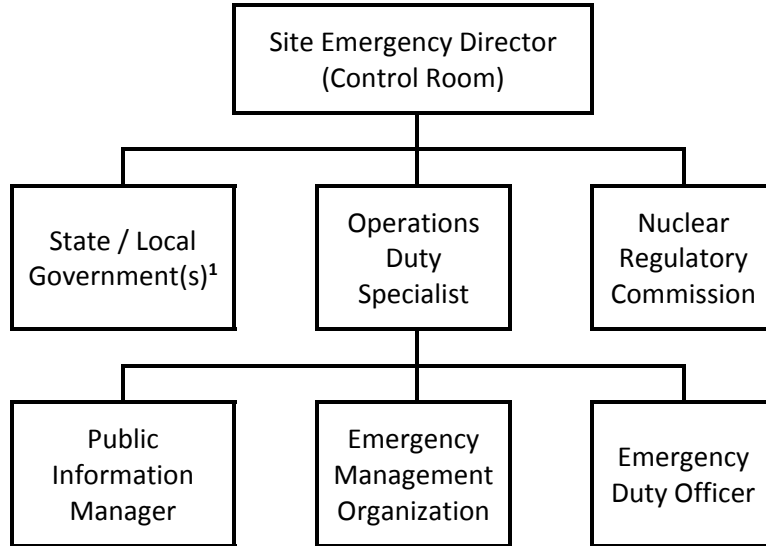 Site Emergency Director
(Control Room)
State / Local
Government(s)¹
Operations
Duty
Specialist
Nuclear
Regulatory
Commission
Public
Information
Manager
Emergency
Management
Organization
Emergency
Duty Officer